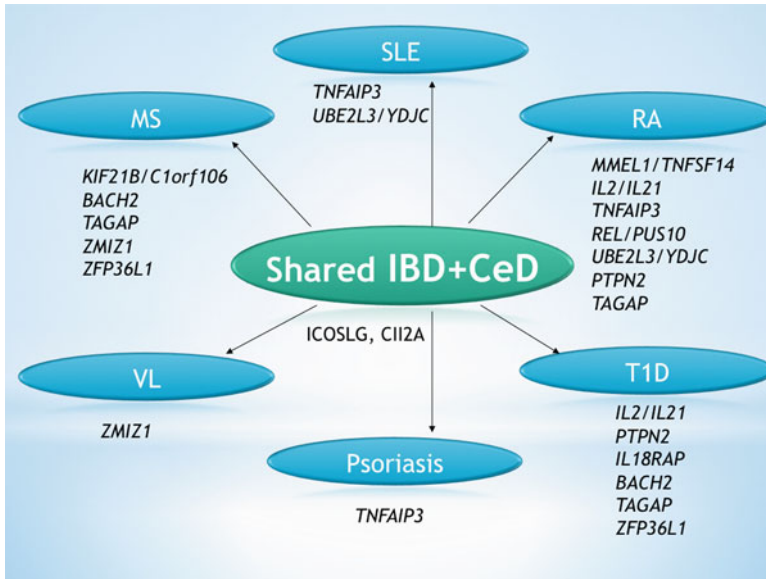 SLE
TNFAIP3
UBE2L3/YDJC
MS
KIF21B/C1orf106
BACH2
TAGAP
ZMIZ1
ZFP36L1
RA
MMEL1/TNFSF14
IL2/IL21
TNFAIP3
REL/PUS10
UBE2L3/YDJC
PTPN2
TAGAP
Shared IBD+CeD
ICOSLG, CII2A
VL
ZMIZ1
Psoriasis
TNFAIP3
T1D
IL2/IL21
PTPN2
IL18RAP
BACH2
TAGAP
ZFP36L1